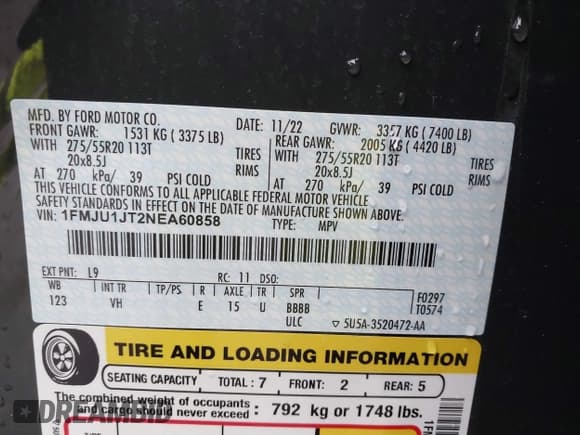 MFD. BY FORD MOTOR CO.
DATE: 11/22 GVWR: 3357 KG ( 7400 LB)
FRONT GAWR: 1531 KG ( 3375 LB) REAR GAWR: 2005 KG ( 4420 LB)
WITH 275/55R20 113T TIRES WITH 275/55R20 113T TIRES
20x8.5J RIMS 20x8.5J RIMS
AT 270 kPa/ 39 PSI COLD AT 270 kPa/ 39 PSI COLD
THIS VEHICLE CONFORMS TO ALL APPLICABLE FEDERAL MOTOR VEHICLE
SAFETY STANDARDS IN EFFECT ON THE DATE OF MANUFACTURE SHOWN ABOVE.
VIN: 1FMJU1JT2NEA60858 TYPE: MPV
EXT PNT: L9 RC: 11 DSO:
WB INT TR TP/PS R AXLE TR SPR F0297
123 VH E 15 U BBBB T0574
ULC ▽ 5U5A-3520472-AA
TIRE AND LOADING INFORMATION
SEATING CAPACITY TOTAL : 7 FRONT: 2 REAR: 5
The combined weight of occupants
and cargo should never exceed : 792 kg or 1748 lbs.
DREAMBID